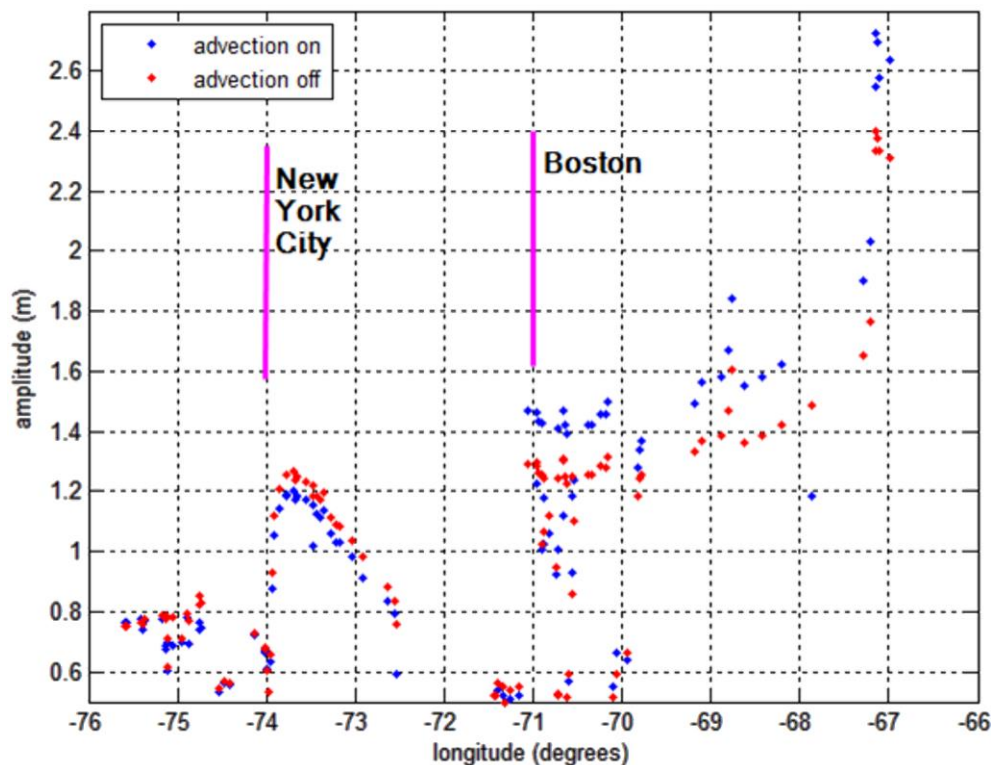 advection on
advection off
2.6
2.4
2.2
2
1.8
1.6
1.4
1.2
1
0.8
0.6
amplitude (m)
New
York
City
Boston
-76 -75 -74 -73 -72 -71 -70 -69 -68 -67 -66
longitude (degrees)